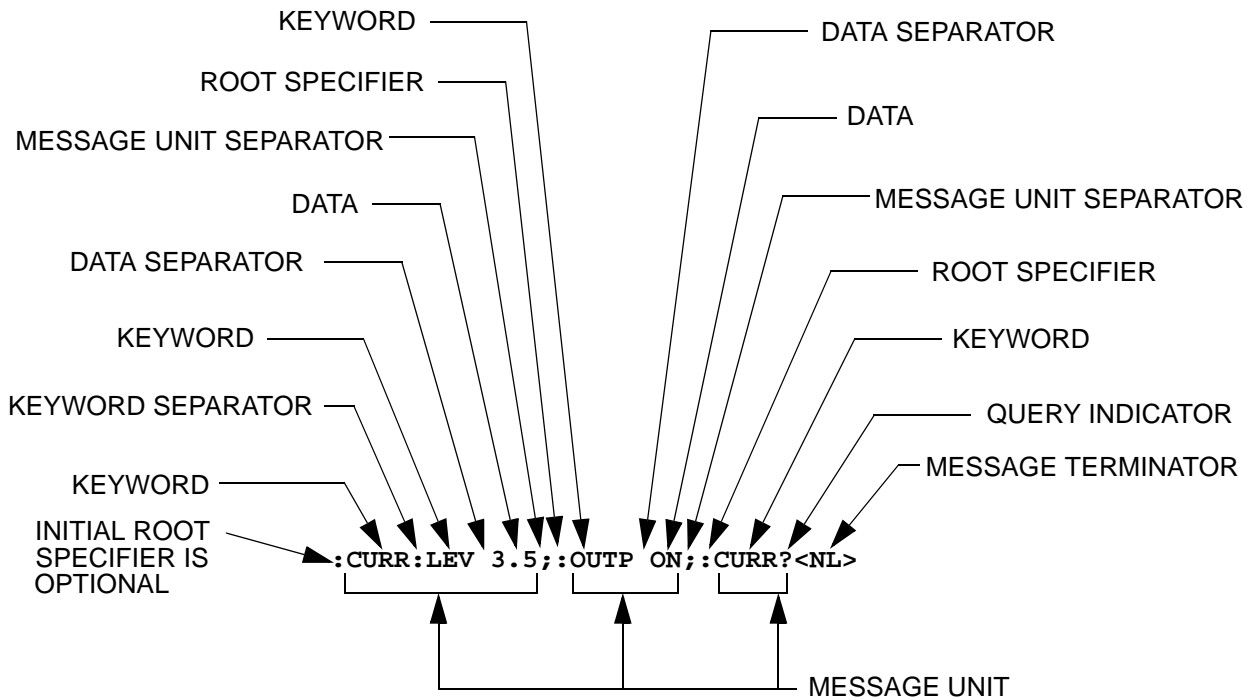 KEYWORD
DATA SEPARATOR
ROOT SPECIFIER
DATA
MESSAGE UNIT SEPARATOR
MESSAGE UNIT SEPARATOR
DATA
DATA SEPARATOR
ROOT SPECIFIER
KEYWORD
KEYWORD
KEYWORD SEPARATOR
QUERY INDICATOR
MESSAGE TERMINATOR
KEYWORD
INITIAL ROOT
SPECIFIER IS
OPTIONAL
:CURR:LEV 3.5;:OUTP ON;:CURR?<NL>
MESSAGE UNIT